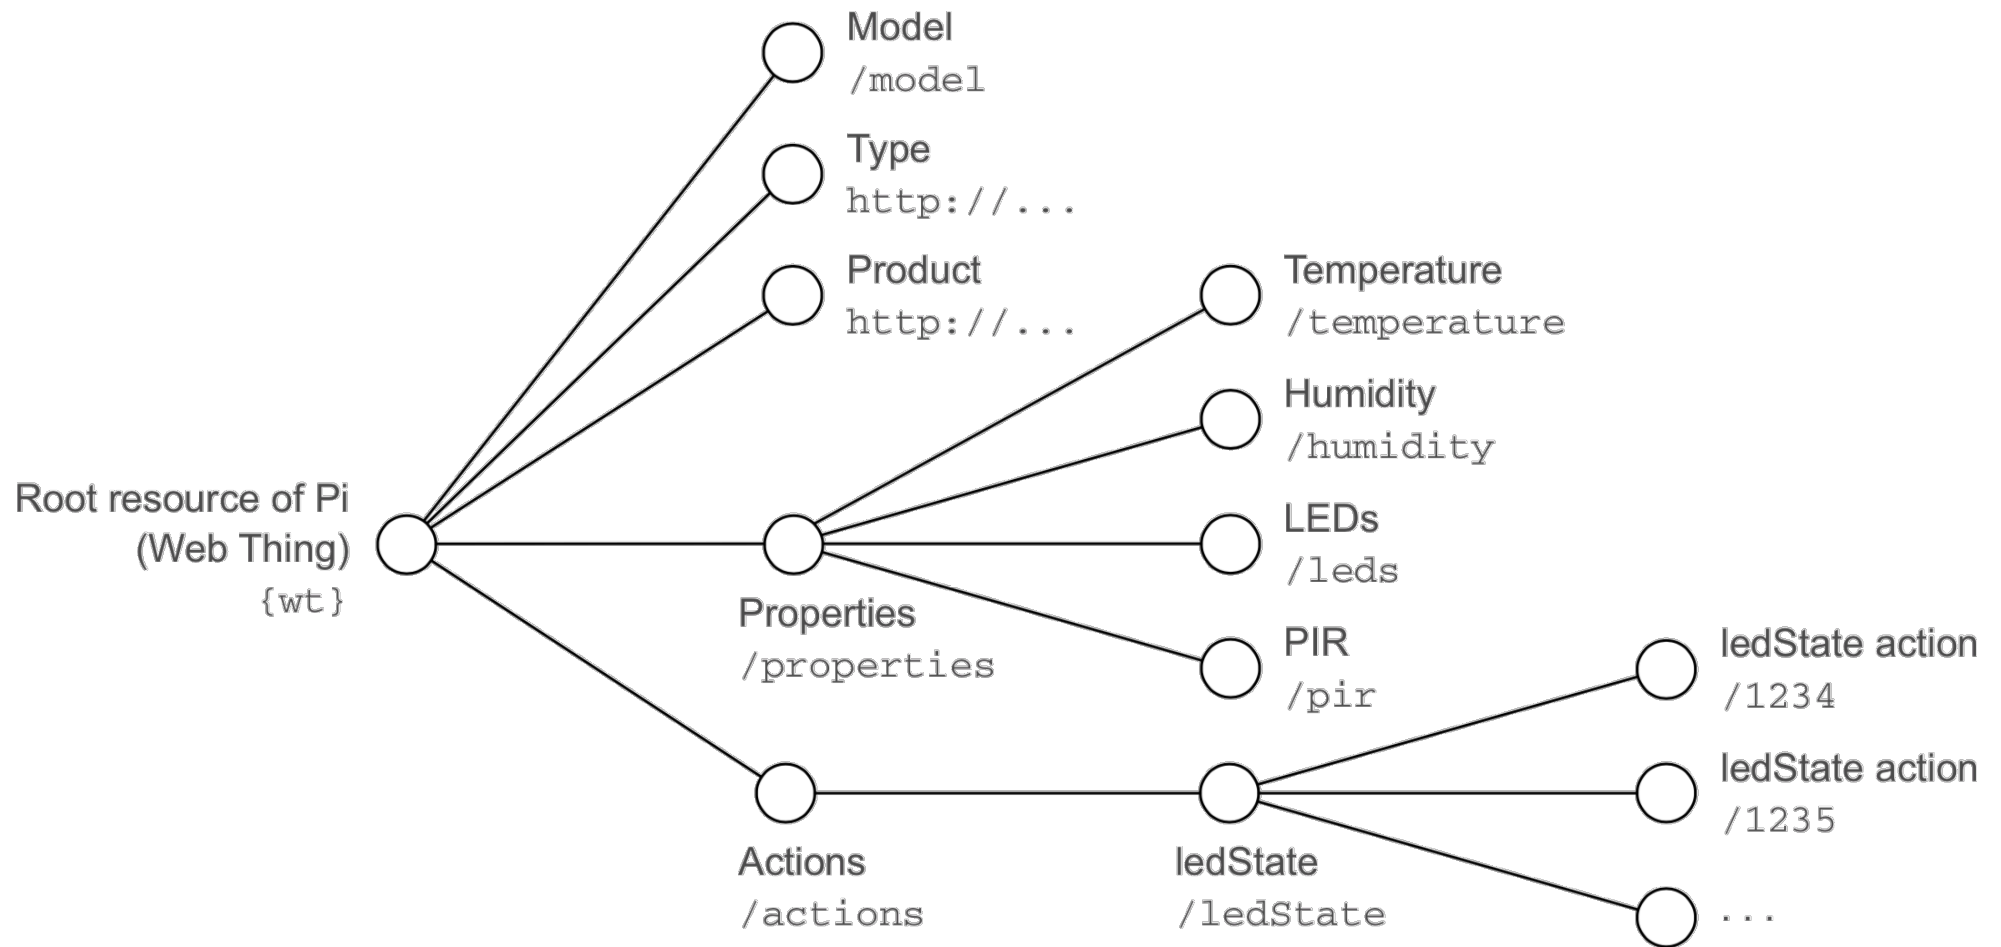 Model
/model
Type
http://...
Product
http://...
Temperature
/temperature
Humidity
/humidity
Root resource of Pi
(Web Thing)
{wt}
LEDs
/leds
Properties
/properties
PIR
/pir
ledState action
/1234
ledState action
/1235
Actions
/actions
ledState
/ledState
...